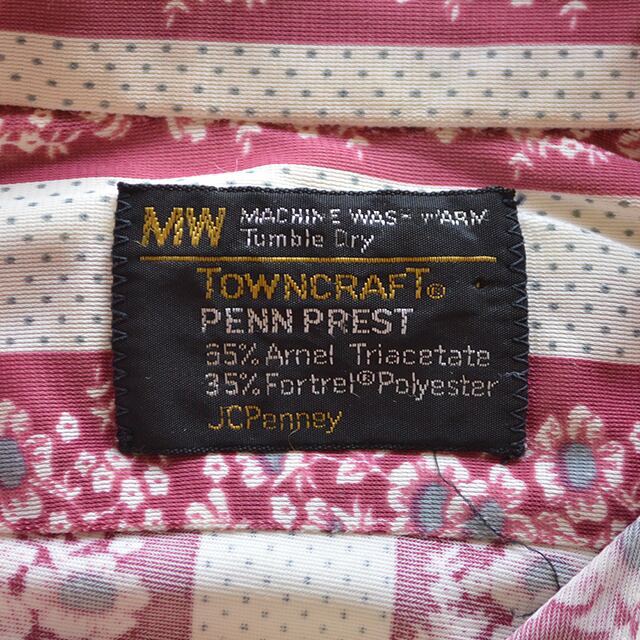 MW MACHINE WASH WARM
Tumble Dry
TOWNCRAFT®
PENN PREST
65% Arnel Triacetate
35% Fortrel® Polyester
JCPenney